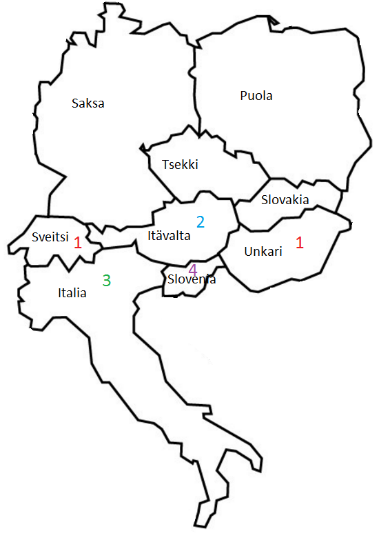 Saksa
Puola
Tsekki
Slovakia
Sveitsi 1
Itävalta 2
Unkari 1
Italia 3
Slovenia 4